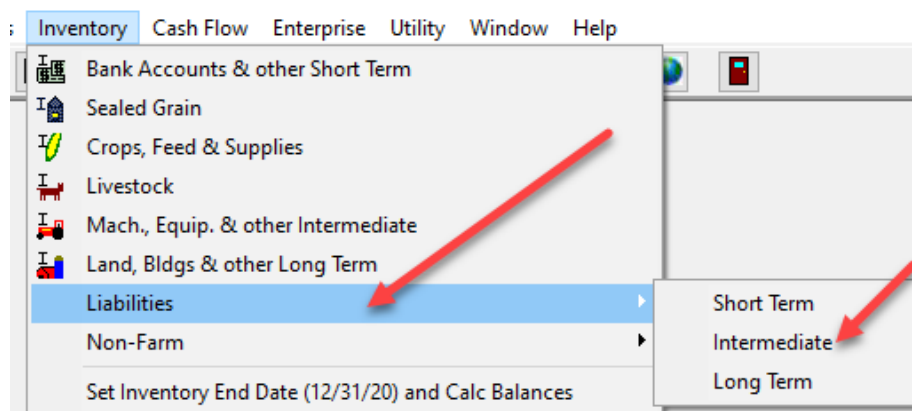 Inventory Cash Flow Enterprise Utility Window Help
Bank Accounts & other Short Term
Sealed Grain
Crops, Feed & Supplies
Livestock
Mach., Equip. & other Intermediate
Land, Bldgs & other Long Term
Liabilities
Short Term
Non-Farm
Intermediate
Long Term
Set Inventory End Date (12/31/20) and Calc Balances